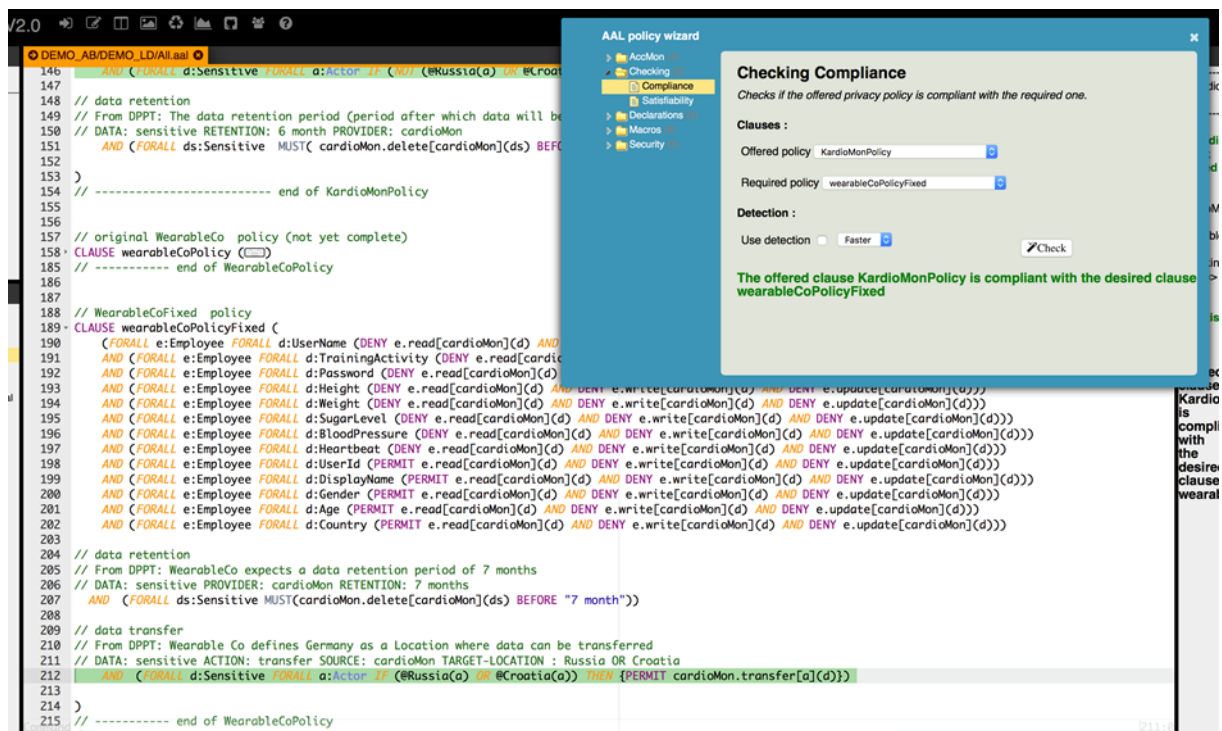 V2.0
DEMO_AB/DEMO_LD/All.aal
146 AND (FORALL d:Sensitive FORALL a:Actor IF (NOT (@Russia(a) OR @Croat
147
148 // data retention
149 // From DPPT: The data retention period (period after which data will be
150 // DATA: sensitive RETENTION: 6 month PROVIDER: cardioMon
151 AND (FORALL ds:Sensitive MUST( cardioMon.delete[cardioMon](ds) BEFO
152
153 )
154 // -------------------------- end of KardioMonPolicy
155
156
157 // original WearableCo policy (not yet complete)
158 CLAUSE wearableCoPolicy ( )
185 // ----------- end of WearableCoPolicy
186
187
188 // WearableCoFixed policy
189 CLAUSE wearableCoPolicyFixed (
190 (FORALL e:Employee FORALL d:UserName (DENY e.read[cardioMon](d) AND
191 AND (FORALL e:Employee FORALL d:TrainingActivity (DENY e.read[cardio
192 AND (FORALL e:Employee FORALL d:Password (DENY e.read[cardioMon](d)
193 AND (FORALL e:Employee FORALL d:Height (DENY e.read[cardioMon](d) AND DENY e.write[cardioMon](d) AND DENY e.update[cardioMon](d)))
194 AND (FORALL e:Employee FORALL d:Weight (DENY e.read[cardioMon](d) AND DENY e.write[cardioMon](d) AND DENY e.update[cardioMon](d)))
195 AND (FORALL e:Employee FORALL d:SugarLevel (DENY e.read[cardioMon](d) AND DENY e.write[cardioMon](d) AND DENY e.update[cardioMon](d)))
196 AND (FORALL e:Employee FORALL d:BloodPressure (DENY e.read[cardioMon](d) AND DENY e.write[cardioMon](d) AND DENY e.update[cardioMon](d)))
197 AND (FORALL e:Employee FORALL d:Heartbeat (DENY e.read[cardioMon](d) AND DENY e.write[cardioMon](d) AND DENY e.update[cardioMon](d)))
198 AND (FORALL e:Employee FORALL d:UserId (PERMIT e.read[cardioMon](d) AND DENY e.write[cardioMon](d) AND DENY e.update[cardioMon](d)))
199 AND (FORALL e:Employee FORALL d:DisplayName (PERMIT e.read[cardioMon](d) AND DENY e.write[cardioMon](d) AND DENY e.update[cardioMon](d)))
200 AND (FORALL e:Employee FORALL d:Gender (PERMIT e.read[cardioMon](d) AND DENY e.write[cardioMon](d) AND DENY e.update[cardioMon](d)))
201 AND (FORALL e:Employee FORALL d:Age (PERMIT e.read[cardioMon](d) AND DENY e.write[cardioMon](d) AND DENY e.update[cardioMon](d)))
202 AND (FORALL e:Employee FORALL d:Country (PERMIT e.read[cardioMon](d) AND DENY e.write[cardioMon](d) AND DENY e.update[cardioMon](d)))
203
204 // data retention
205 // From DPPT: WearableCo expects a data retention period of 7 months
206 // DATA: sensitive PROVIDER: cardioMon RETENTION: 7 months
207 AND (FORALL ds:Sensitive MUST(cardioMon.delete[cardioMon](ds) BEFORE "7 month"))
208
209 // data transfer
210 // From DPPT: Wearable Co defines Germany as a Location where data can be transferred
211 // DATA: sensitive ACTION: transfer SOURCE: cardioMon TARGET-LOCATION : Russia OR Croatia
212 AND (FORALL d:Sensitive FORALL a:Actor IF (@Russia(a) OR @Croatia(a)) THEN {PERMIT cardioMon.transfer[a](d)})
213
214 )
215 // ----------- end of WearableCoPolicy
AAL policy wizard
AccMon
Checking
Compliance
Satisfiability
Declarations
Macros
Security
Checking Compliance
Checks if the offered privacy policy is compliant with the required one.
Clauses :
Offered policy KardioMonPolicy
Required policy wearableCoPolicyFixed
Detection :
Use detection Faster
Check
The offered clause KardioMonPolicy is compliant with the desired clause
wearableCoPolicyFixed
Kardio
is
compli
with
the
desired
clause
wearab